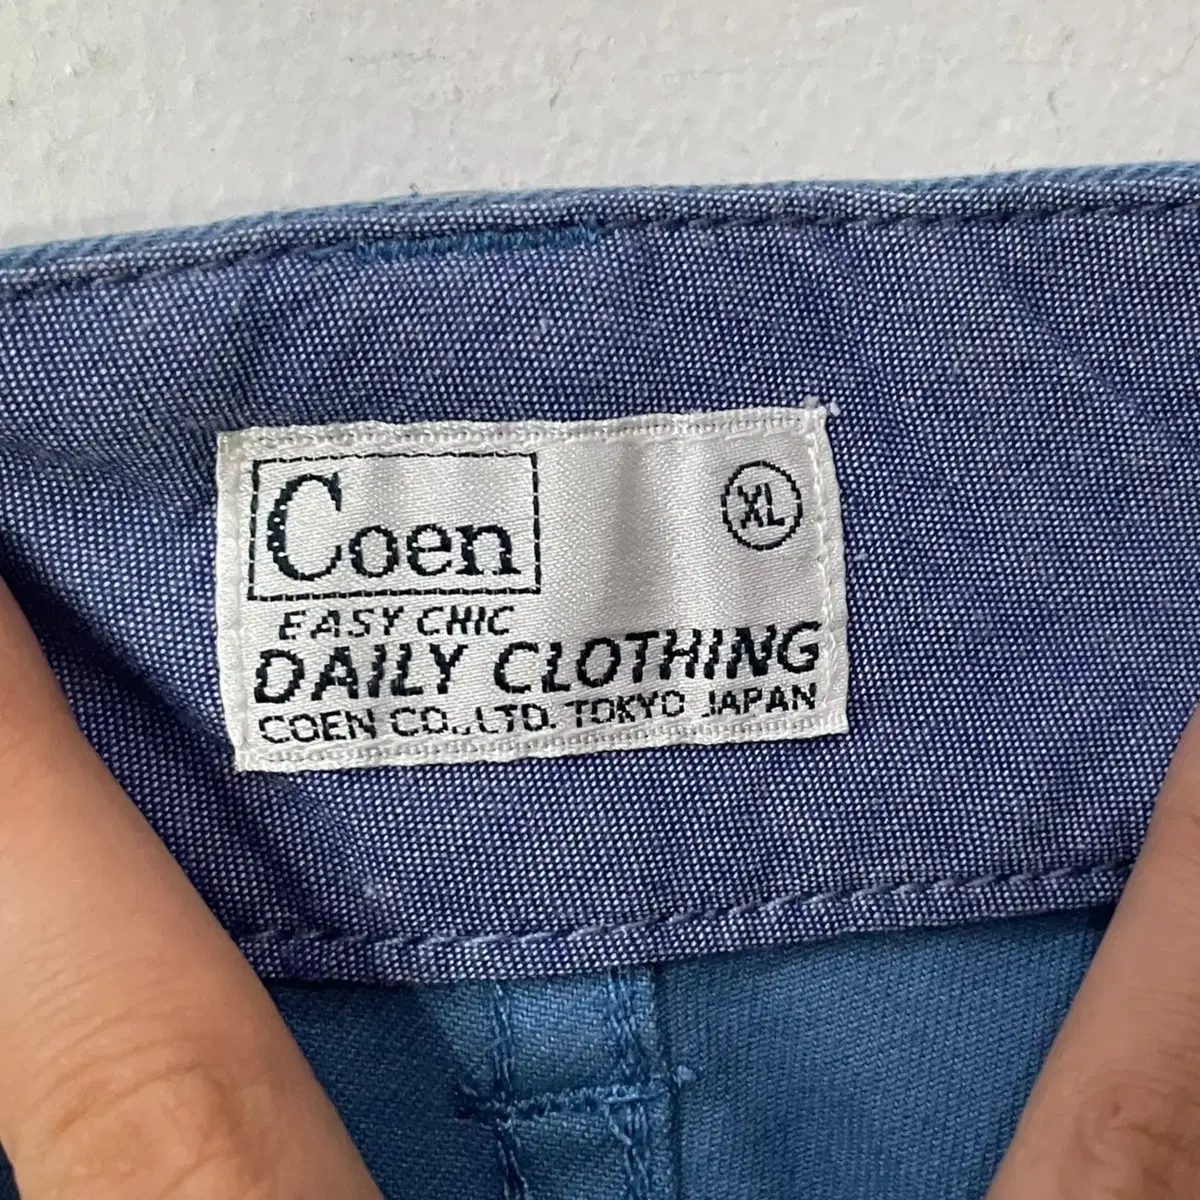 Coen
XL
EASY CHIC
DAILY CLOTHING
COEN CO.,LTD. TOKYO JAPAN